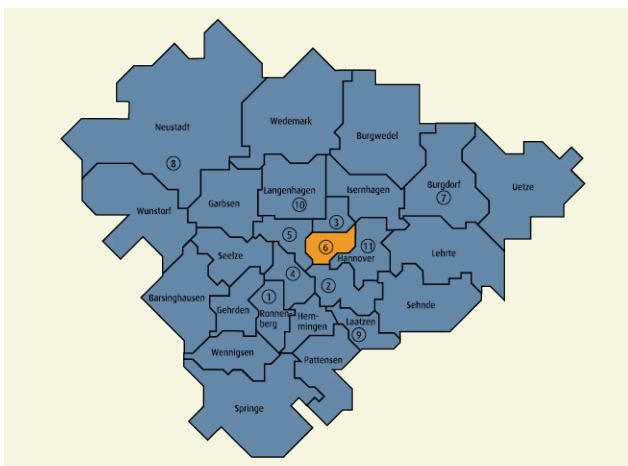 Neustadt
8
Wedemark
Burgwedel
Langenhagen
10
Isernhagen
Burgdorf
7
Uetze
Wunstorf
Garbsen
3
5
6
11
Hannover
Lehrte
Seelze
4
2
Barsinghausen
1
Gehrden
Ronnen-
berg
Hem-
mingen
Laatzen
9
Sehnde
Wennigsen
Pattensen
Springe